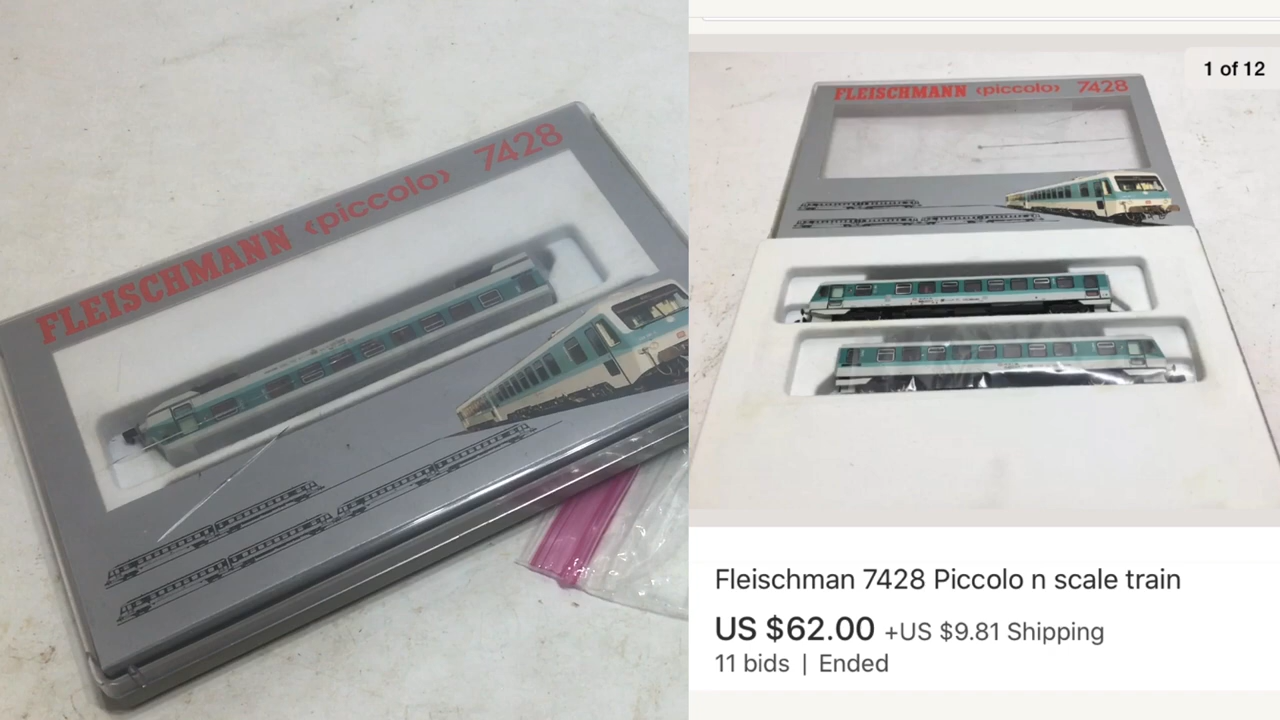 FLEISCHMANN ‹piccolo› 7428
1 of 12
FLEISCHMANN ‹piccolo› 7428
Fleischman 7428 Piccolo n scale train
US $62.00 +US $9.81 Shipping
11 bids | Ended